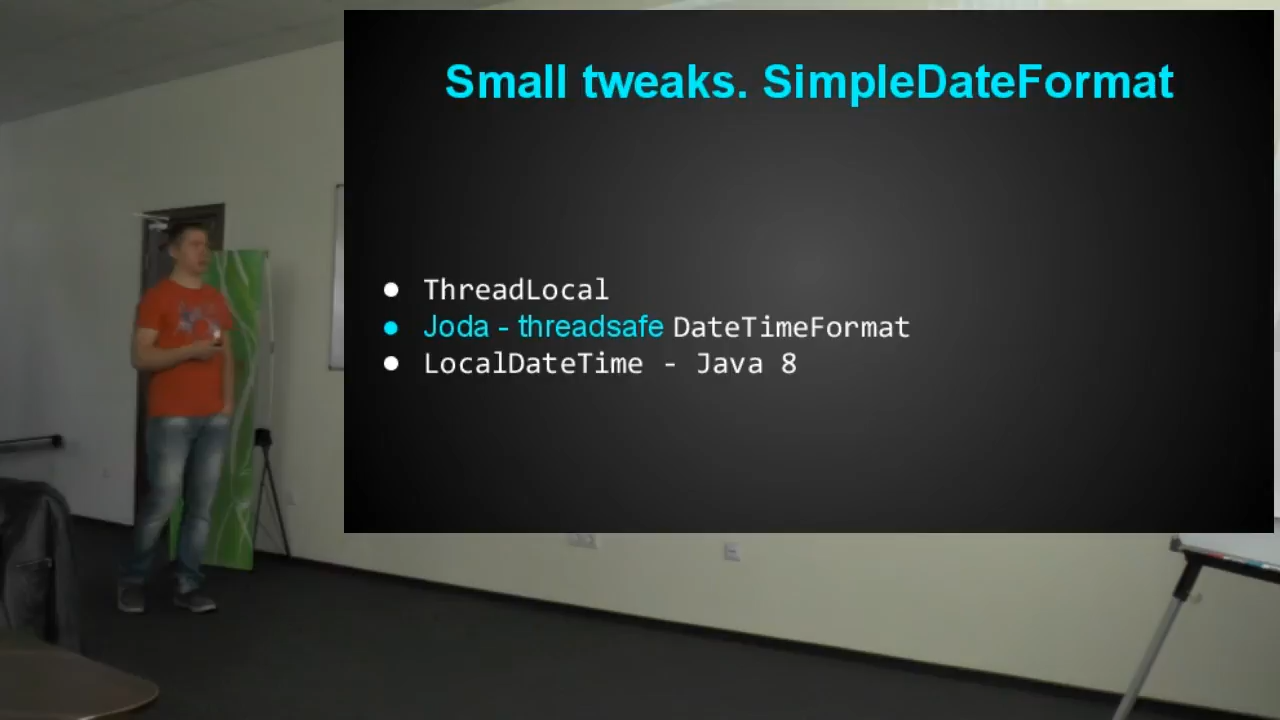 Small tweaks. SimpleDateFormat
● ThreadLocal
● Joda - threadsafe DateTimeFormat
● LocalDateTime - Java 8